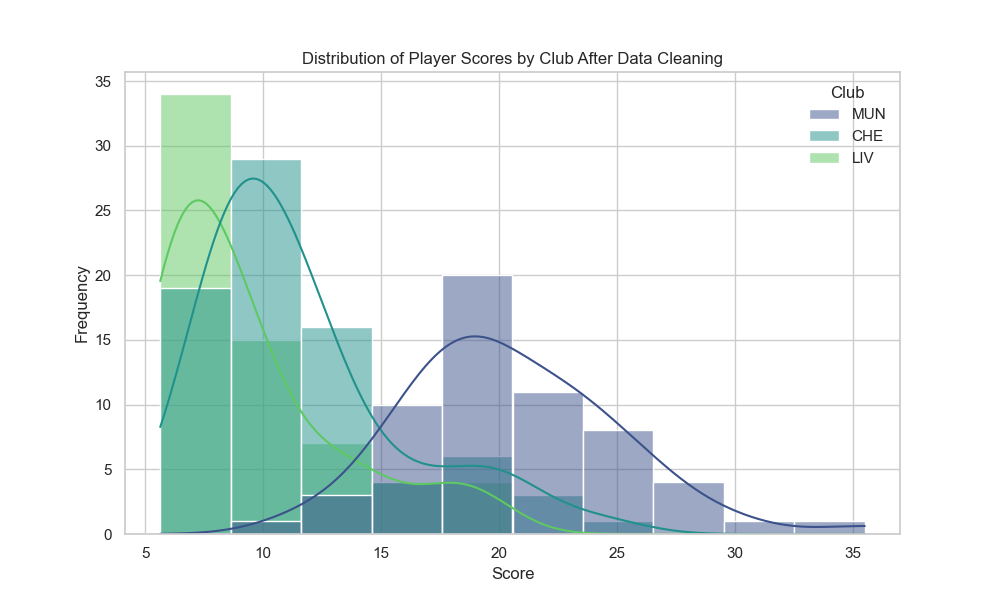 Distribution of Player Scores by Club After Data Cleaning
Club
MUN
CHE
LIV
35
30
25
20
15
10
5
0
Frequency
5 10 15 20 25 30 35
Score